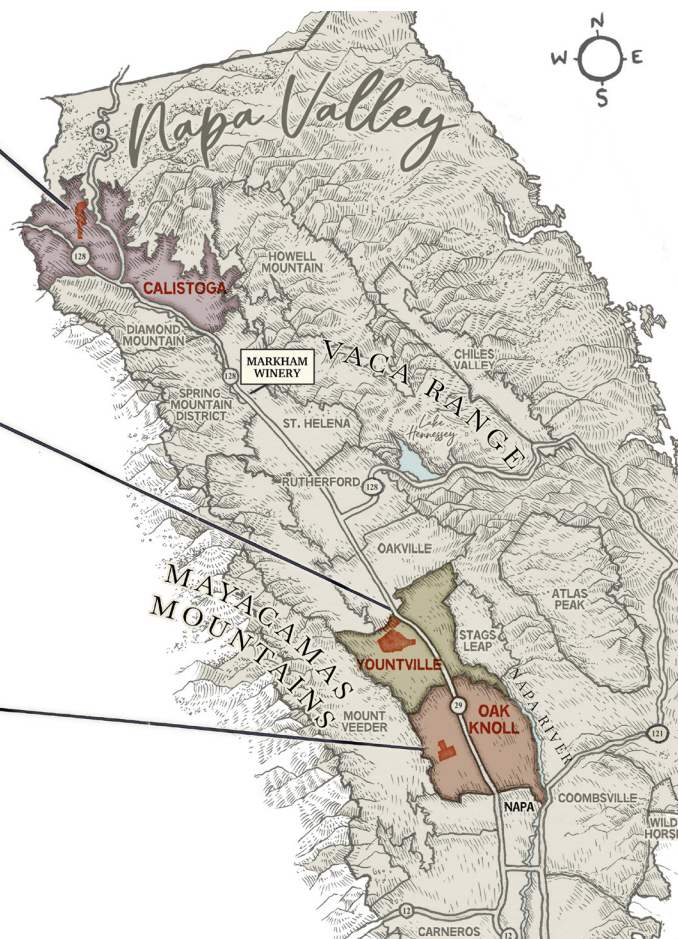 N
W E
S
Napa Valley
29
128
CALISTOGA
HOWELL
MOUNTAIN
DIAMOND
MOUNTAIN
MARKHAM
WINERY
128
VACA RANGE
CHILES
VALLEY
SPRING
MOUNTAIN
DISTRICT
ST. HELENA
Lake
Hennessey
RUTHERFORD
128
OAKVILLE
MAYACAMAS
MOUNTAINS
ATLAS
PEAK
STAGS
LEAP
YOUNTVILLE
NAPA RIVER
MOUNT
VEEDER
29
OAK
KNOLL
121
NAPA
COOMBSVILLE
WILD
HORS
12
CARNEROS
12